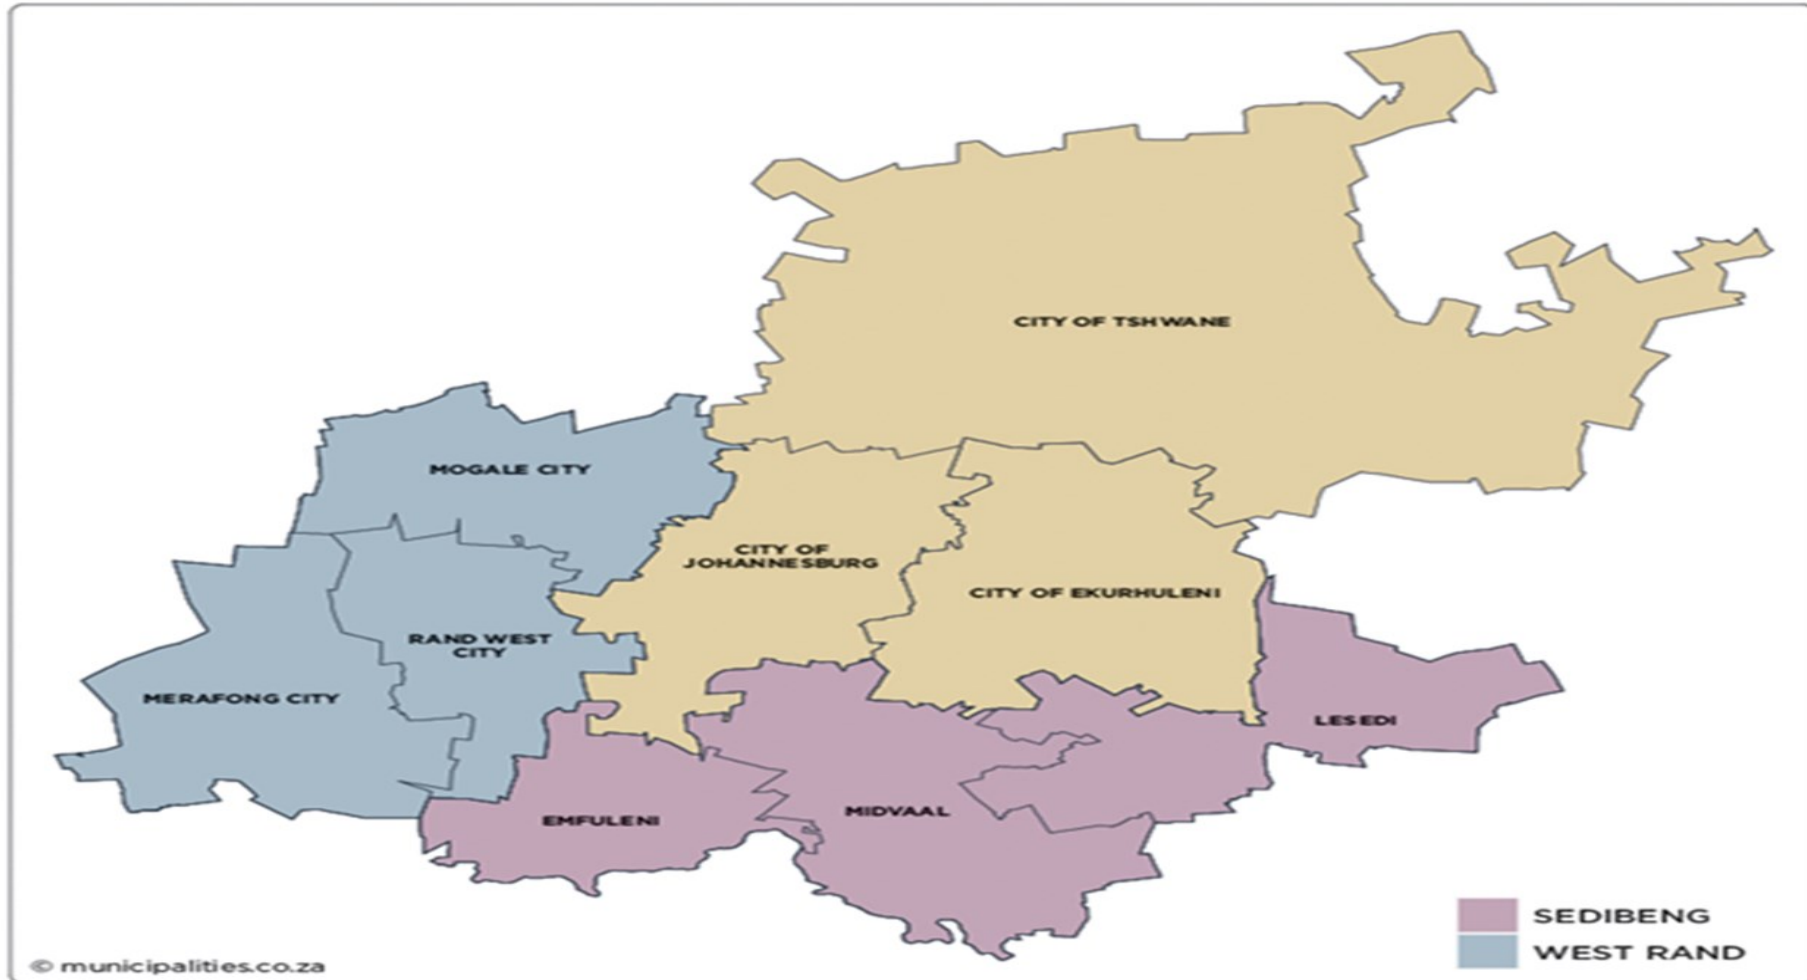 CITY OF TSHWANE
MOGALE CITY
CITY OF
JOHANNESBURG
CITY OF EKURHULENI
RAND WEST
CITY
MERAFONG CITY
LESEDI
EMFULENI
MIDVAAL
SEDIBENG
WEST RAND
© municipalities.co.za